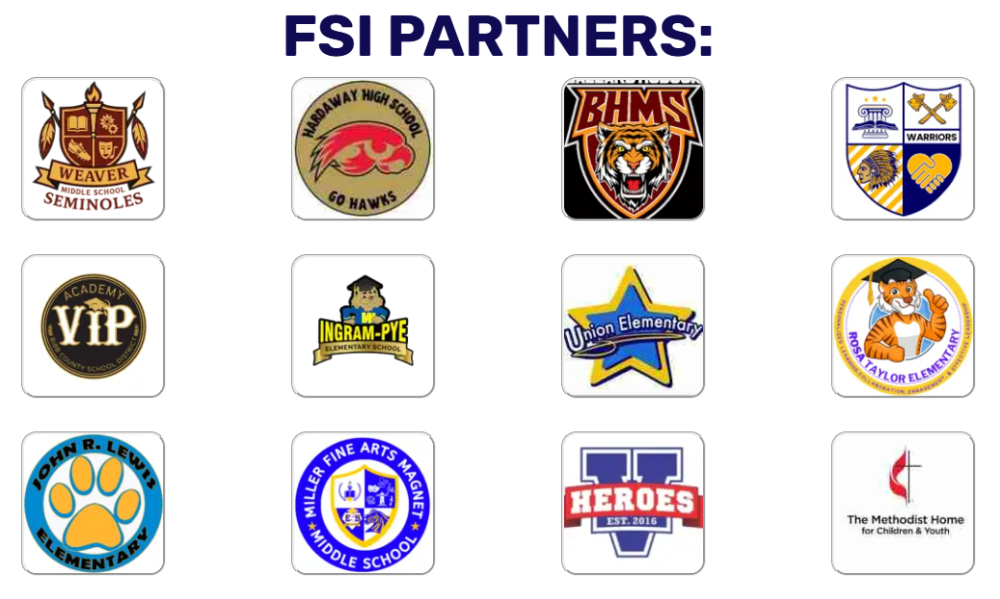 FSI PARTNERS:
WEAVER
MIDDLE SCHOOL
SEMINOLES
HARDAWAY HIGH SCHOOL
GO HAWKS
BHMS
WARRIORS
ACADEMY
VIP
BIBB COUNTY SCHOOL DISTRICT
INGRAM-PYE
ELEMENTARY SCHOOL
Union Elementary
PERSONALIZED LEARNING, COLLABORATION, ENGAGEMENT, & EFFECTIVE LEADERSHIP
ROSA TAYLOR ELEMENTARY
JOHN R. LEWIS
ELEMENTARY
MILLER FINE ARTS MAGNET
MIDDLE SCHOOL
V
HEROES
EST. 2016
The Methodist Home
for Children & Youth